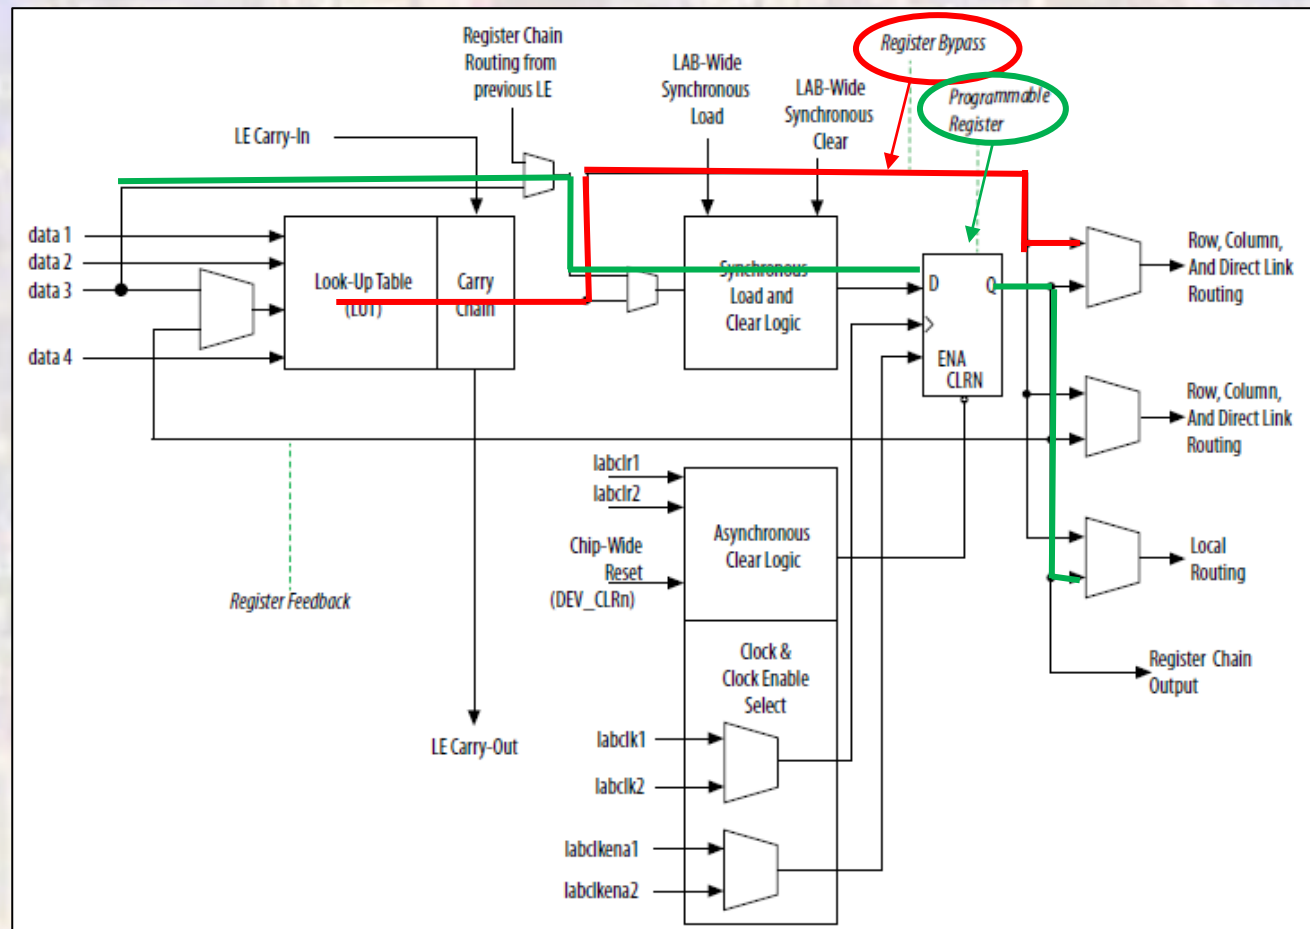 Register Chain
Routing from
previous LE
LAB-Wide
Synchronous
Load
LAB-Wide
Synchronous
Clear
Register Bypass
Programmable
Register
LE Carry-In
data 1
data 2
data 3
data 4
Look-Up Table
(LUT)
Carry
Chain
Synchronous
Load and
Clear Logic
D
Q
ENA
CLRN
Row, Column,
And Direct Link
Routing
Row, Column,
And Direct Link
Routing
Local
Routing
Register Chain
Output
Register Feedback
labclr1
labclr2
Chip-Wide
Reset
(DEV_CLRn)
Asynchronous
Clear Logic
Clock &
Clock Enable
Select
labclk1
labclk2
labclkena1
labclkena2
LE Carry-Out